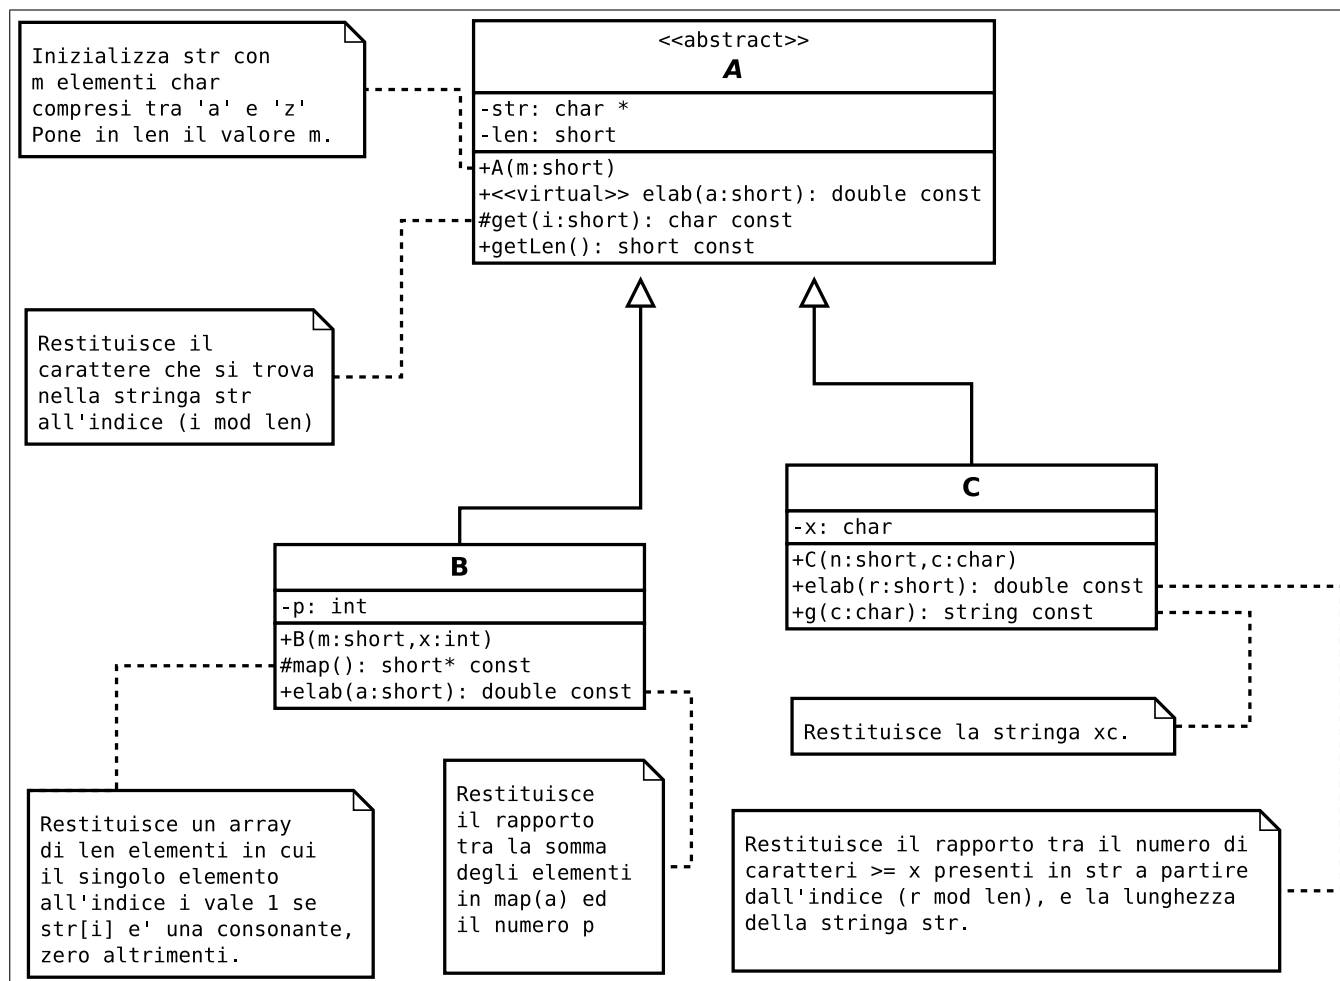 Inizializza str con
m elementi char
compresi tra 'a' e 'z'
Pone in len il valore m.
<<abstract>>
A
-str: char *
-len: short
+A(m:short)
+<<virtual>> elab(a:short): double const
#get(i:short): char const
+getLen(): short const
Restituisce il
carattere che si trova
nella stringa str
all'indice (i mod len)
C
-x: char
+C(n:short,c:char)
+elab(r:short): double const
+g(c:char): string const
B
-p: int
+B(m:short,x:int)
#map(): short* const
+elab(a:short): double const
Restituisce la stringa xc.
Restituisce un array
di len elementi in cui
il singolo elemento
all'indice i vale 1 se
str[i] e' una consonante,
zero altrimenti.
Restituisce
il rapporto
tra la somma
degli elementi
in map(a) ed
il numero p
Restituisce il rapporto tra il numero di
caratteri >= x presenti in str a partire
dall'indice (r mod len), e la lunghezza
della stringa str.